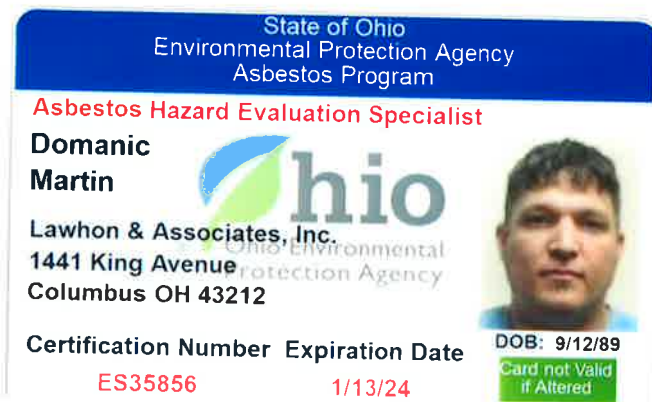 State of Ohio
Environmental Protection Agency
Asbestos Program
Asbestos Hazard Evaluation Specialist
Domanic
Martin
Ohio
Ohio Environmental
Protection Agency
Lawhon & Associates, Inc.
1441 King Avenue
Columbus OH 43212
Certification Number Expiration Date
ES35856 1/13/24
DOB: 9/12/89
Card not Valid
if Altered